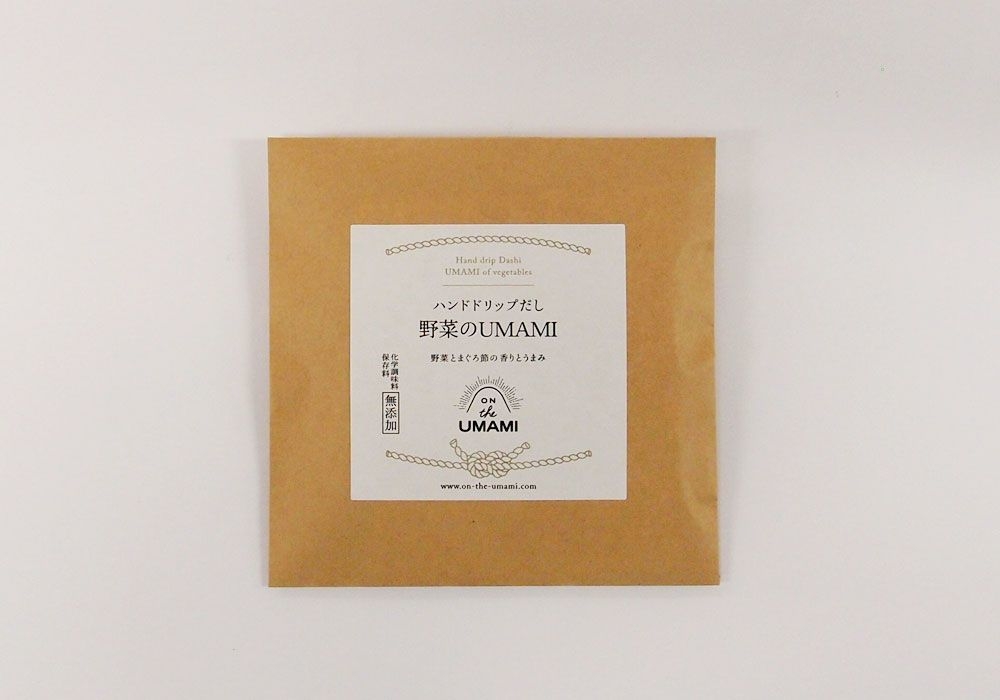 Hand drip Dashi
UMAMI of vegetables
ハンドドリップだし
野菜のUMAMI
野菜とまぐろ節の香りとうまみ
化学調味料
保存料
無添加
ON
the
UMAMI
www.on-the-umami.com